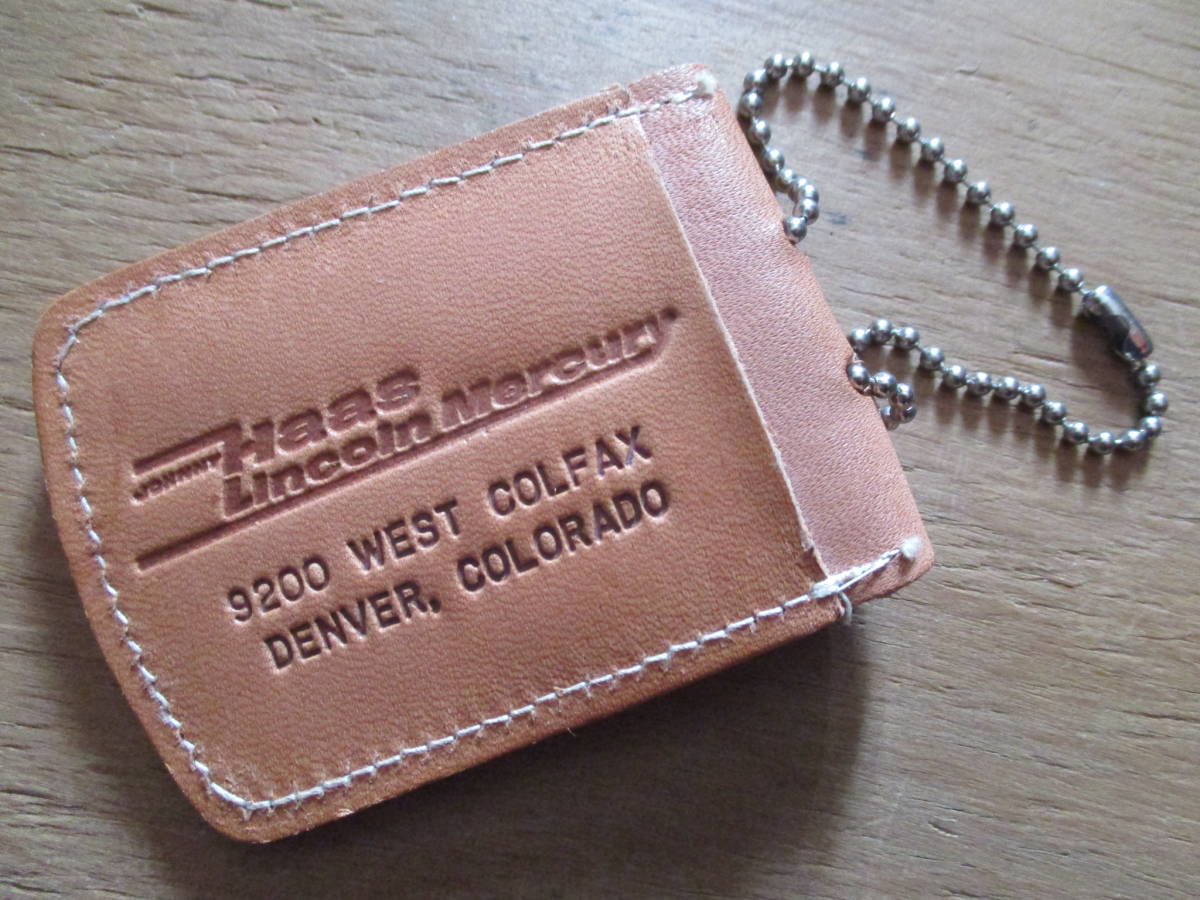 JOHNNY Haas
Lincoln Mercury
9200 WEST COLFAX
DENVER, COLORADO